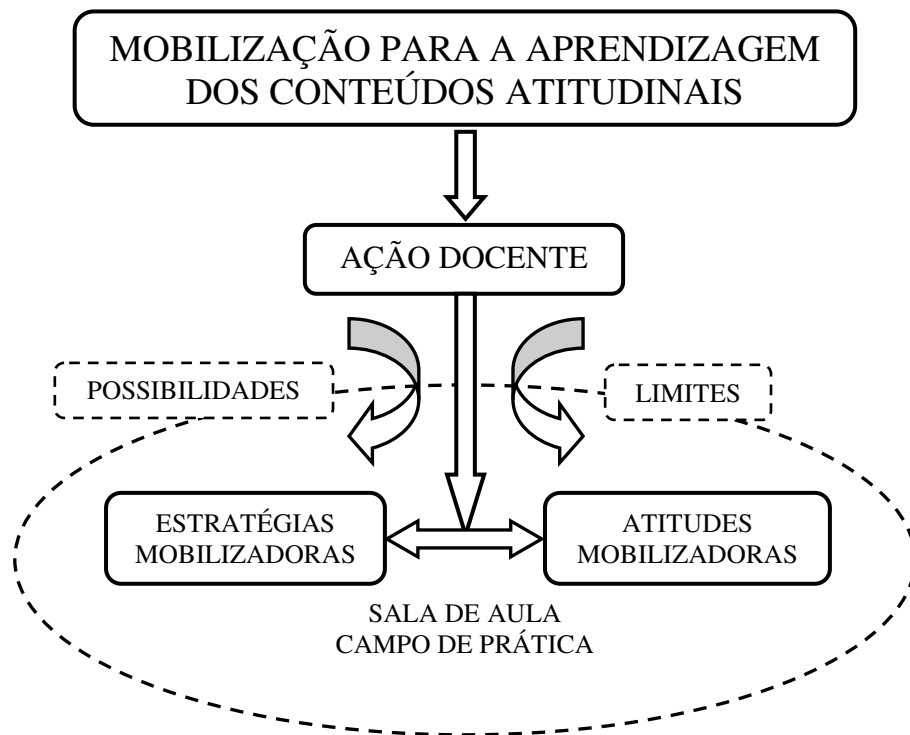 MOBILIZAÇÃO PARA A APRENDIZAGEM
DOS CONTEÚDOS ATITUDINAIS
AÇÃO DOCENTE
POSSIBILIDADES
LIMITES
ESTRATÉGIAS
MOBILIZADORAS
ATITUDES
MOBILIZADORAS
SALA DE AULA
CAMPO DE PRÁTICA